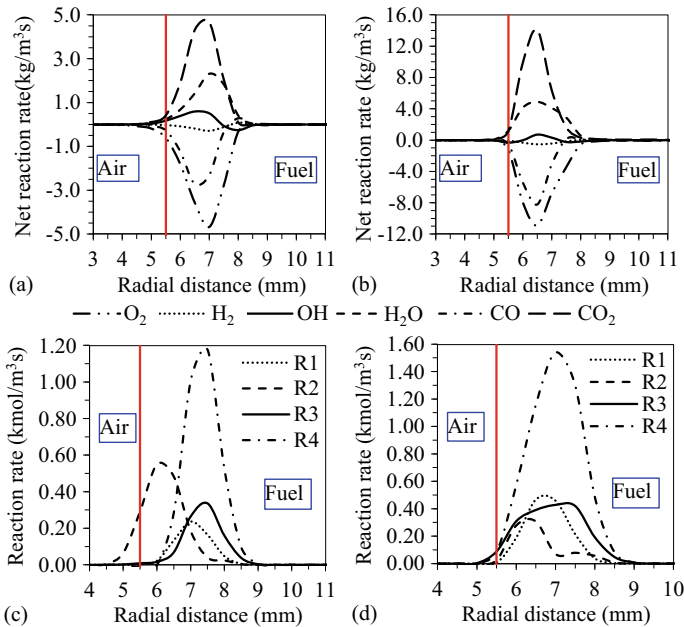 5.0
3.0
1.0
-1.0
-3.0
-5.0
Net reaction rate(kg/m³s)
Air
Fuel
3 4 5 6 7 8 9 10 11
Radial distance (mm)
(a)
16.0
12.0
8.0
4.0
0.0
-4.0
-8.0
-12.0
Net reaction rate (kg/m³s)
Air
Fuel
3 4 5 6 7 8 9 10 11
Radial distance (mm)
(b)
O₂ H₂ OH H₂O CO CO₂
1.20
1.00
0.80
0.60
0.40
0.20
0.00
Reaction rate (kmol/m³s)
R1
R2
R3
R4
Air
Fuel
4 5 6 7 8 9 10 11
Radial distance (mm)
(c)
1.60
1.40
1.20
1.00
0.80
0.60
0.40
0.20
0.00
Reaction rate (kmol/m³s)
R1
R2
R3
R4
Air
Fuel
4 5 6 7 8 9 10
Radial distance (mm)
(d)